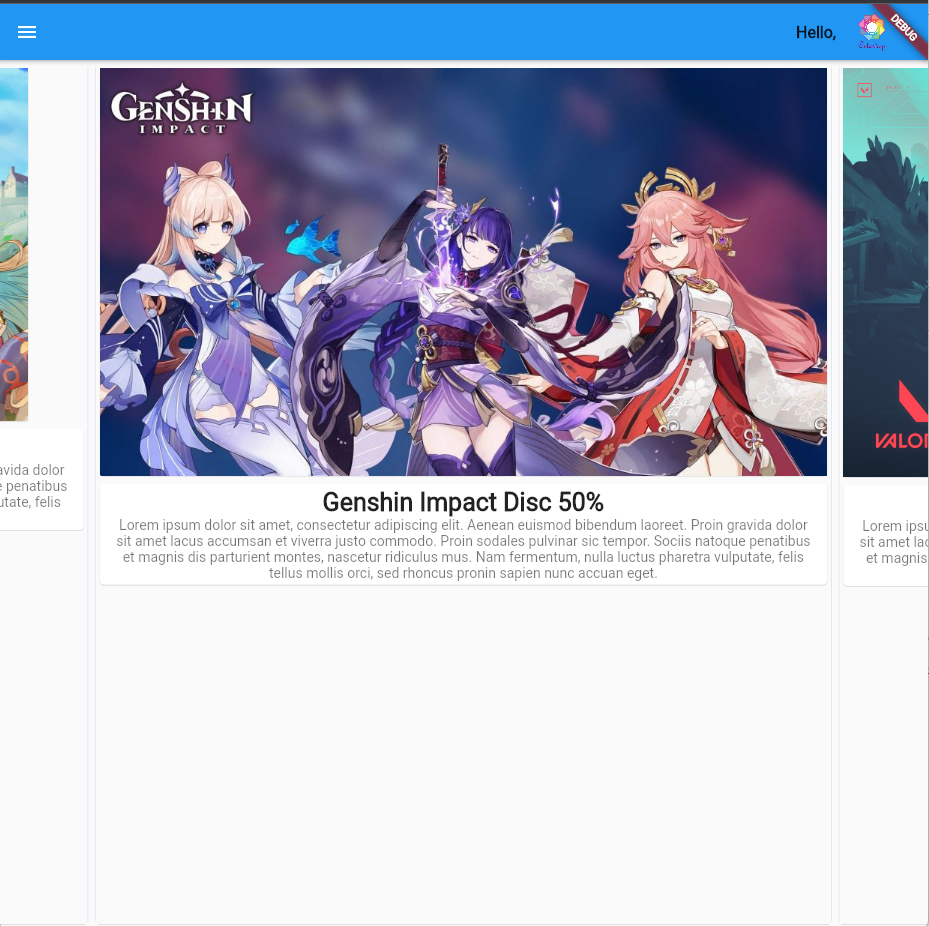 Hello,
DEBUG
GENSHIN
IMPACT
avida dolor
e penatibus
utate, felis
Genshin Impact Disc 50%
Lorem ipsum dolor sit amet, consectetur adipiscing elit. Aenean euismod bibendum laoreet. Proin gravida dolor
sit amet lacus accumsan et viverra justo commodo. Proin sodales pulvinar sic tempor. Sociis natoque penatibus
et magnis dis parturient montes, nascetur ridiculus mus. Nam fermentum, nulla luctus pharetra vulputate, felis
tellus mollis orci, sed rhoncus pronin sapien nunc accuan eget.
VALOR
Lorem ipsu
sit amet lac
et magnis